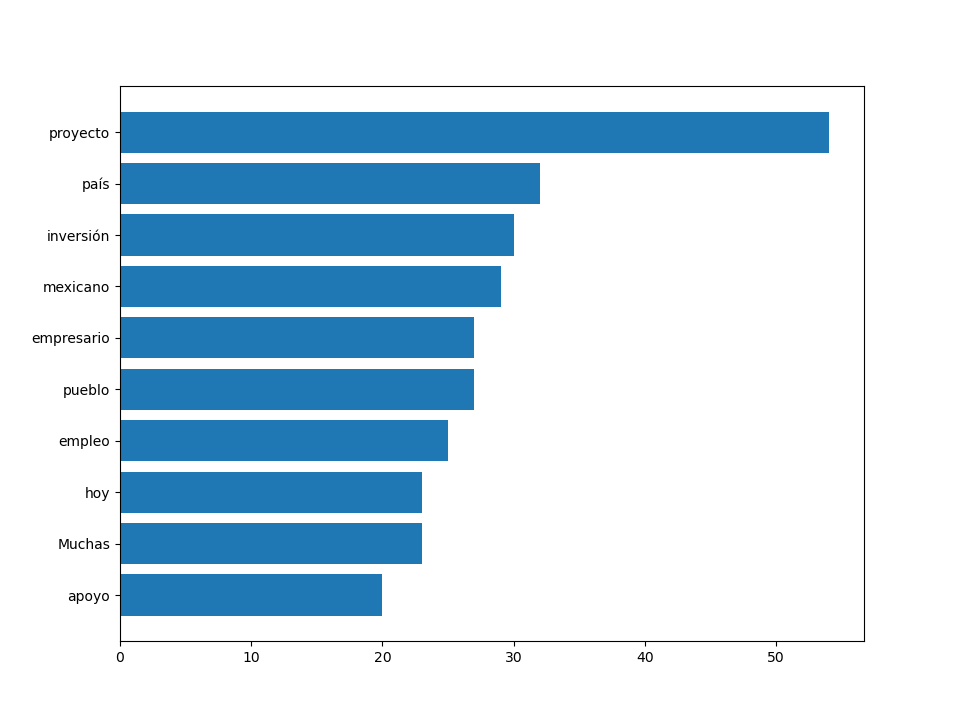 proyecto
país
inversión
mexicano
empresario
pueblo
empleo
hoy
Muchas
apoyo
0 10 20 30 40 50